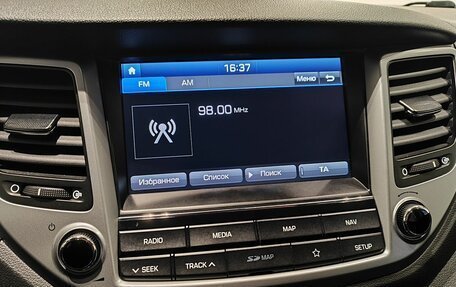 16:37
FM AM Меню
98.00 MHz
Избранное Список Поиск TA
RADIO MEDIA MAP NAV
SEEK TRACK SD MAP SETUP